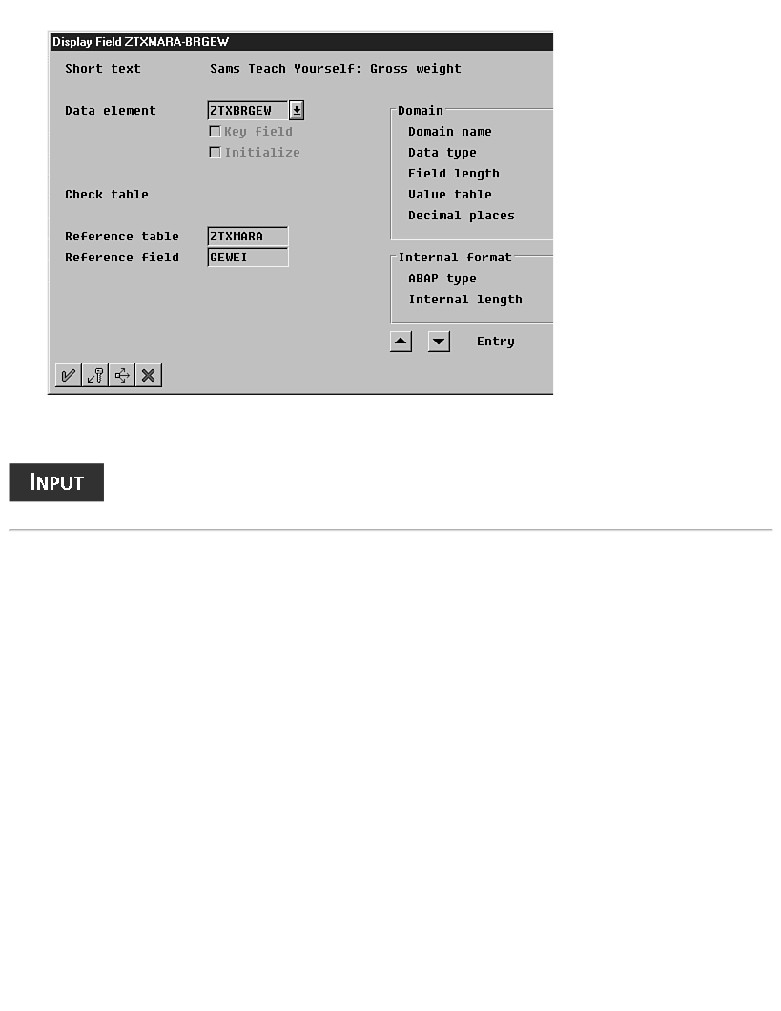 Display Field ZTXMARA-BRGEW
Short text Sams Teach Yourself: Gross weight
Data element ZTXBRGEW
Key field
Initialize
Check table
Reference table ZTXMARA
Reference field GEWEI
Domain
Domain name
Data type
Field length
Value table
Decimal places
Internal format
ABAP type
Internal length
Entry
INPUT